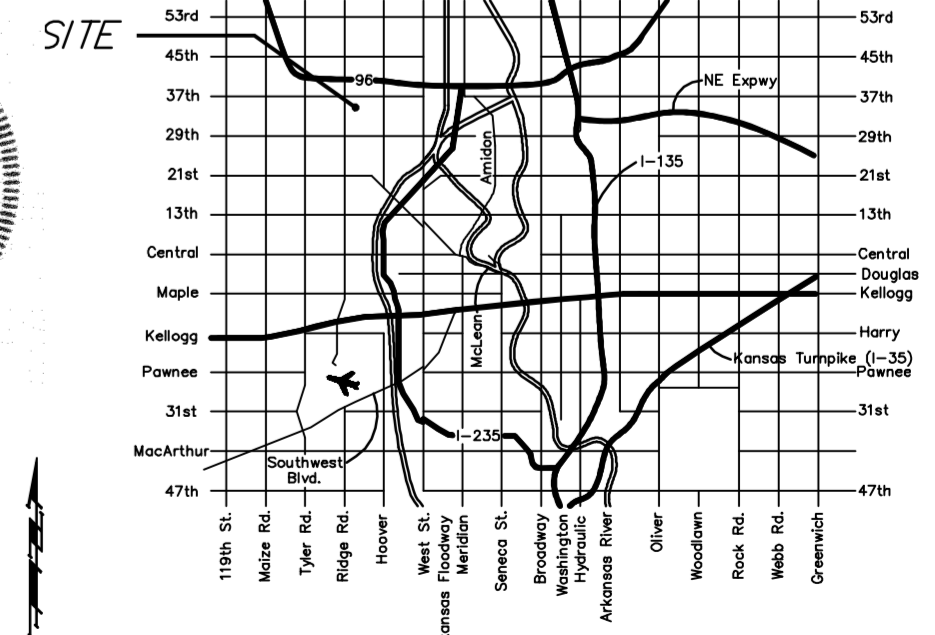 SITE
53rd
45th
37th
29th
21st
13th
Central
Maple
Kellogg
Pawnee
31st
MacArthur
47th
96
NE Expwy
Amidon
I-135
McLean
Kansas Turnpike (I-35)
I-235
Southwest
Blvd.
53rd
45th
37th
29th
21st
13th
Central
Douglas
Kellogg
Harry
Pawnee
31st
47th
119th St.
Maize Rd.
Tyler Rd.
Ridge Rd.
Hoover
West St.
ansas Floodway
Meridian
Seneca St.
Broadway
Washington
Hydraulic
Arkansas River
Oliver
Woodlawn
Rock Rd.
Webb Rd.
Greenwich